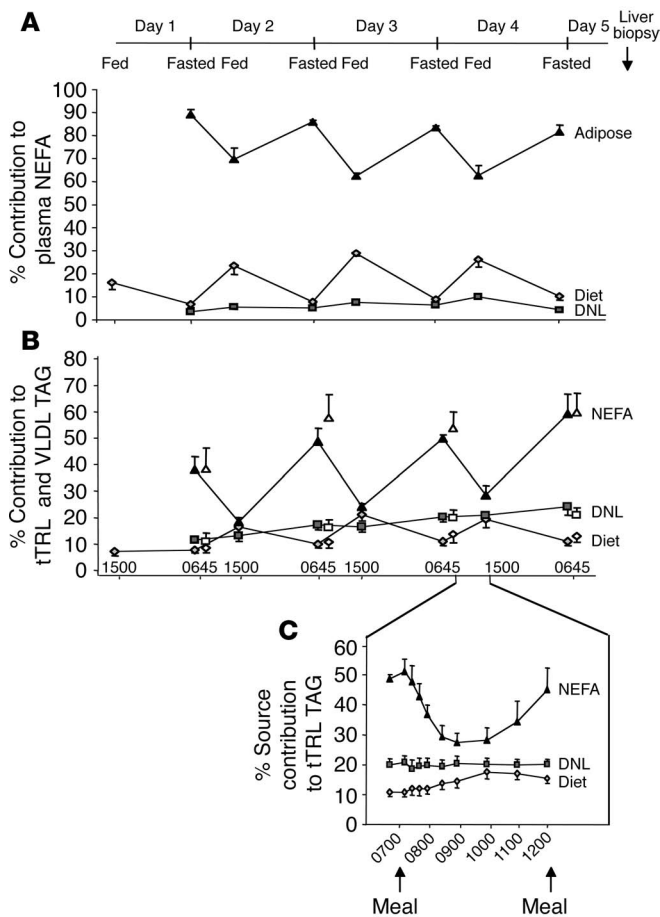 A
Day 1 Day 2 Day 3 Day 4 Day 5
Liver
biopsy
Fed Fasted Fed Fasted Fed Fasted Fed Fasted
% Contribution to
plasma NEFA
100
90
80
70
60
50
40
30
20
10
0
Adipose
Diet
DNL
B
% Contribution to
tTRL and VLDL TAG
80
70
60
50
40
30
20
10
0
NEFA
DNL
Diet
1500 0645 1500 0645 1500 0645 1500 0645
C
% Source
contribution
to tTRL TAG
60
50
40
30
20
10
0
NEFA
DNL
Diet
0700 0800 0900 1000 1100 1200
Meal Meal